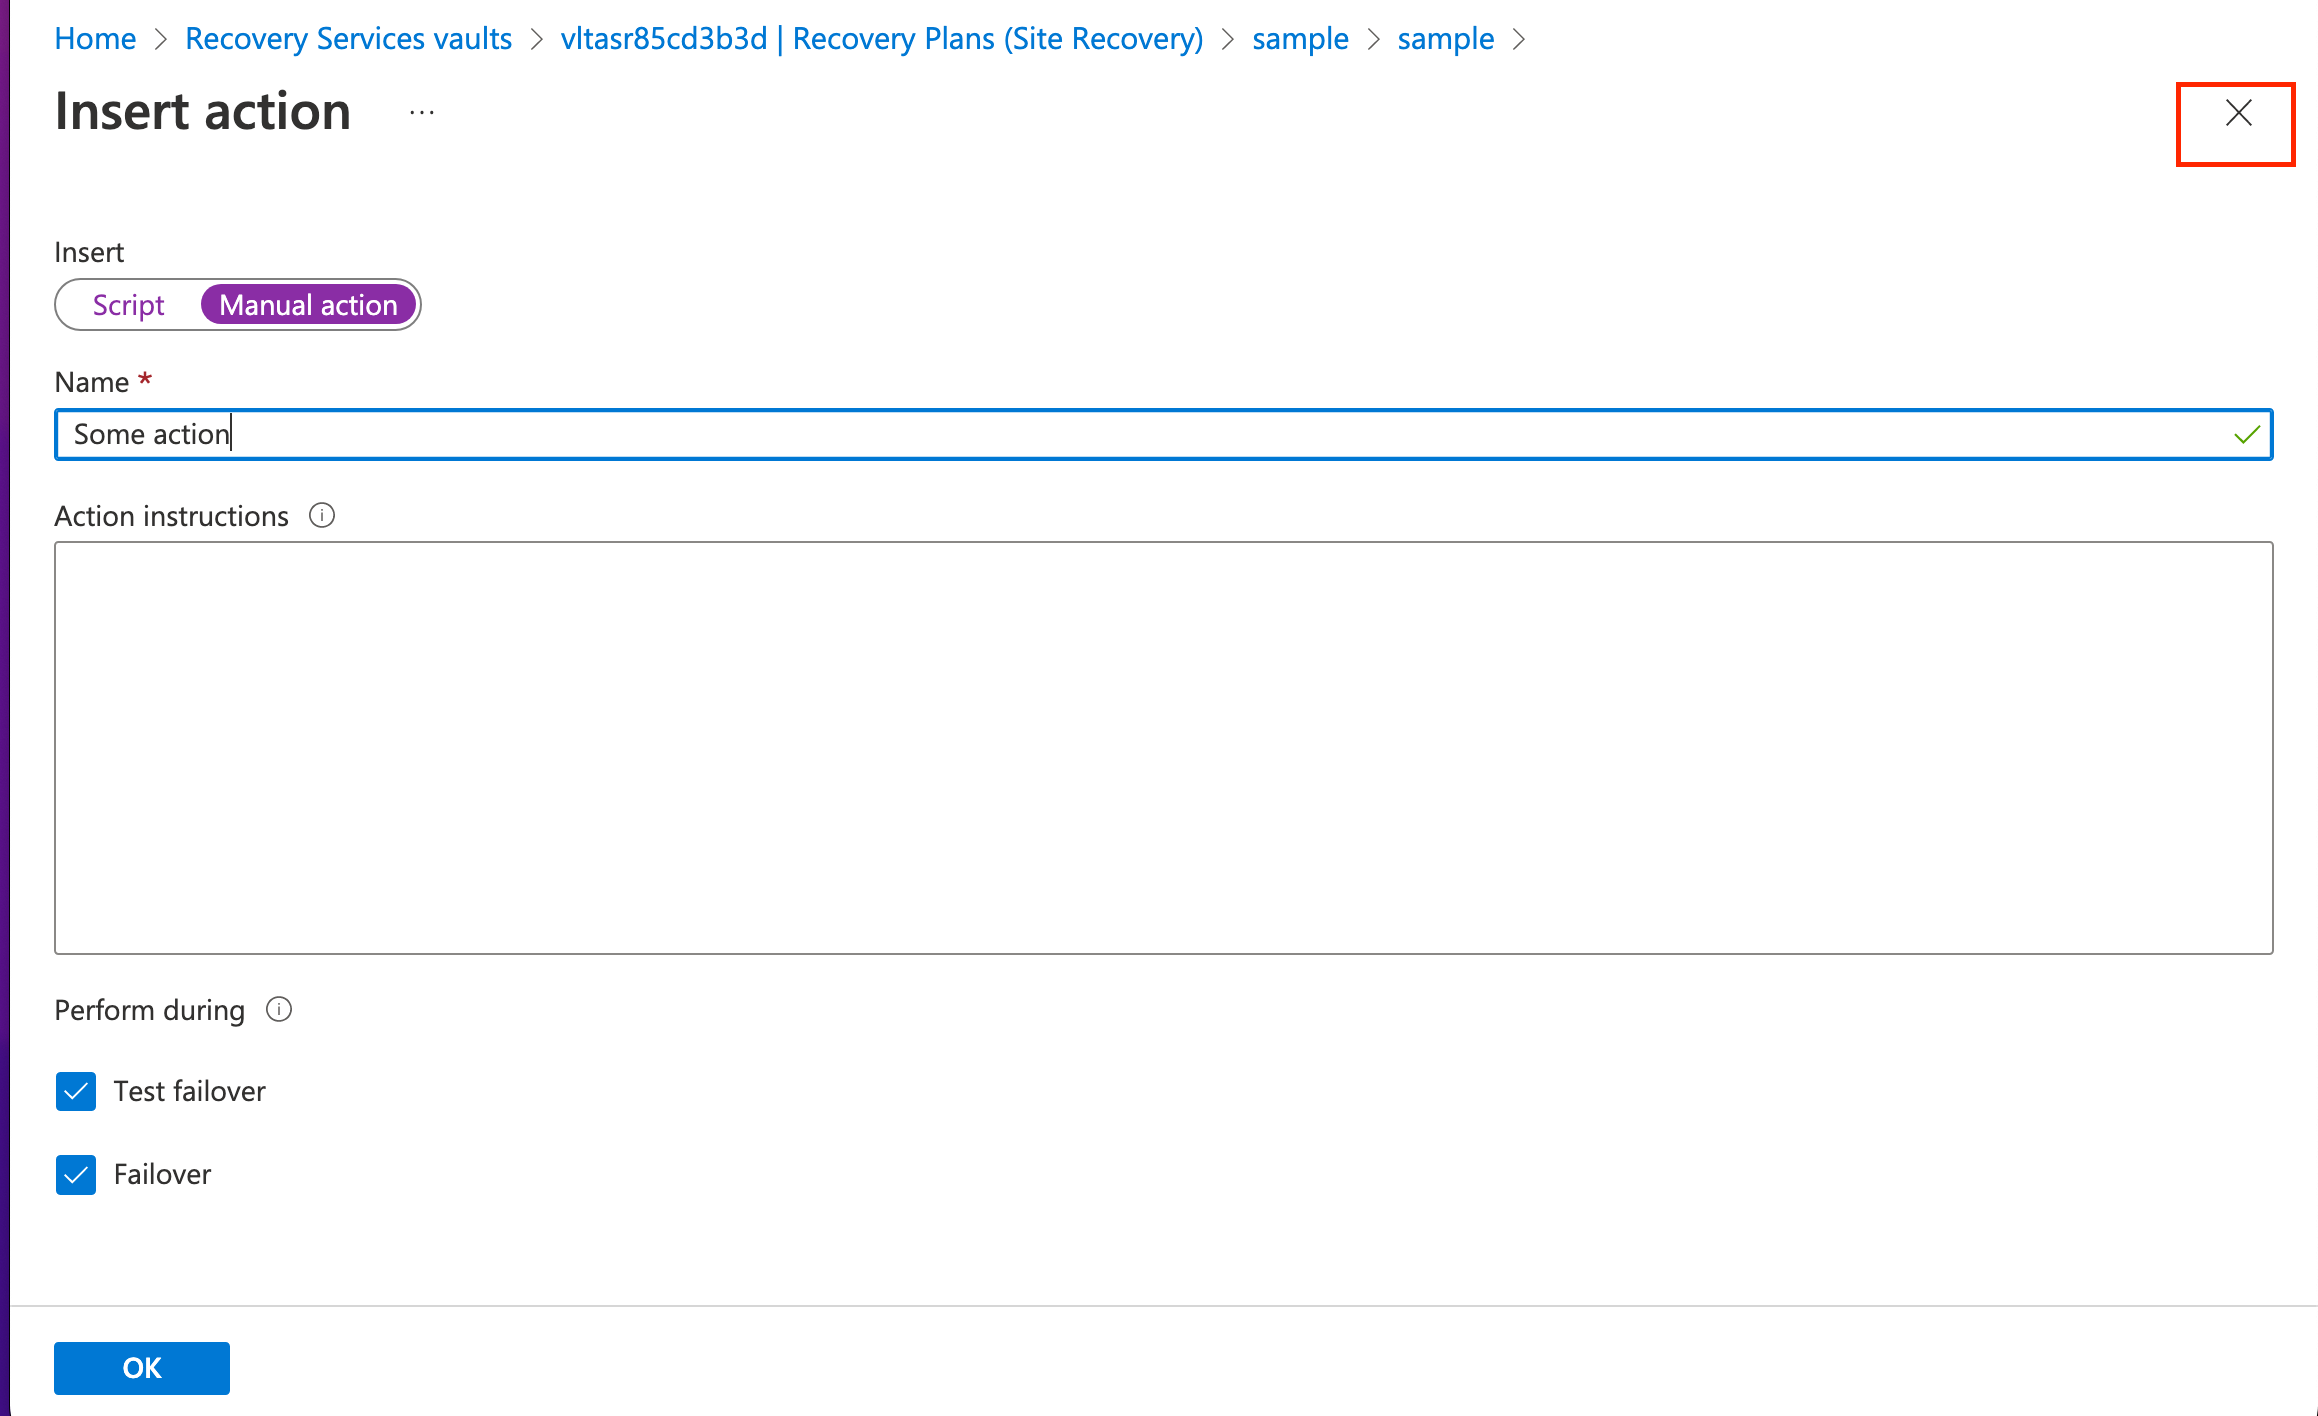 Home > Recovery Services vaults > vltasr85cd3b3d | Recovery Plans (Site Recovery) > sample > sample >
Insert action ...
Insert
Script Manual action
Name *
Some action
Action instructions
Perform during
Test failover
Failover
OK